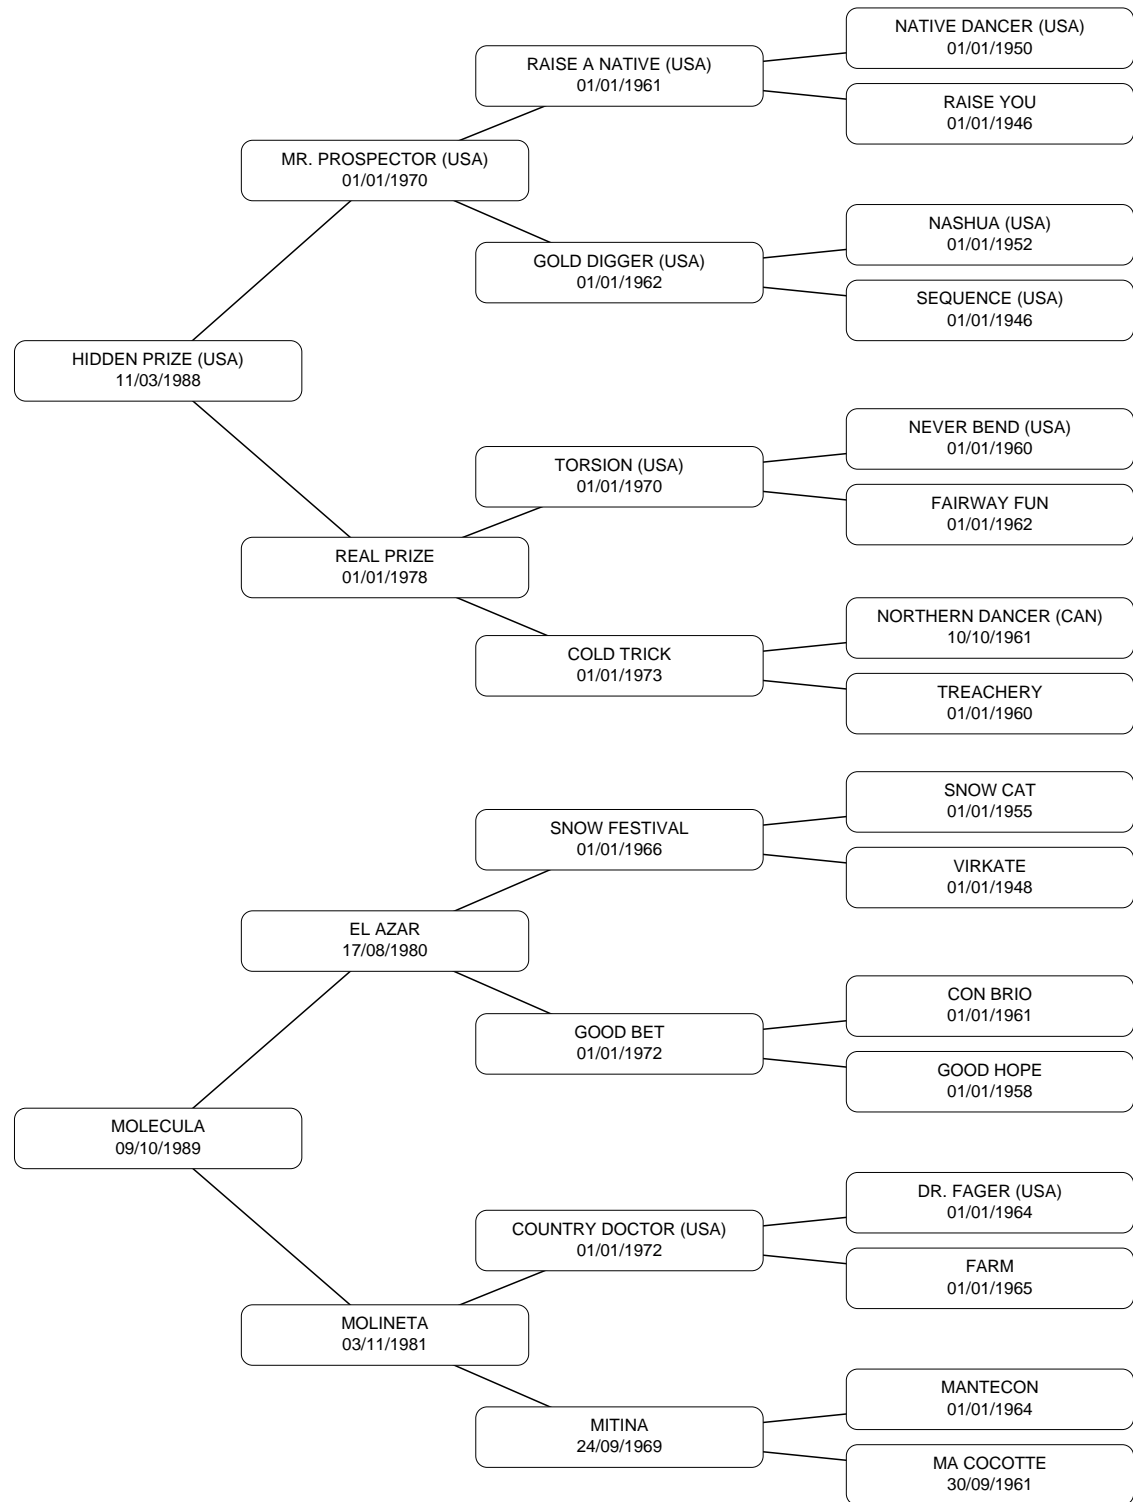 NATIVE DANCER (USA)
01/01/1950
RAISE A NATIVE (USA)
01/01/1961
RAISE YOU
01/01/1946
MR. PROSPECTOR (USA)
01/01/1970
NASHUA (USA)
01/01/1952
GOLD DIGGER (USA)
01/01/1962
SEQUENCE (USA)
01/01/1946
HIDDEN PRIZE (USA)
11/03/1988
NEVER BEND (USA)
01/01/1960
TORSION (USA)
01/01/1970
FAIRWAY FUN
01/01/1962
REAL PRIZE
01/01/1978
NORTHERN DANCER (CAN)
10/10/1961
COLD TRICK
01/01/1973
TREACHERY
01/01/1960
SNOW CAT
01/01/1955
SNOW FESTIVAL
01/01/1966
VIRKATE
01/01/1948
EL AZAR
17/08/1980
CON BRIO
01/01/1961
GOOD BET
01/01/1972
GOOD HOPE
01/01/1958
MOLECULA
09/10/1989
DR. FAGER (USA)
01/01/1964
COUNTRY DOCTOR (USA)
01/01/1972
FARM
01/01/1965
MOLINETA
03/11/1981
MANTECON
01/01/1964
MITINA
24/09/1969
MA COCOTTE
30/09/1961